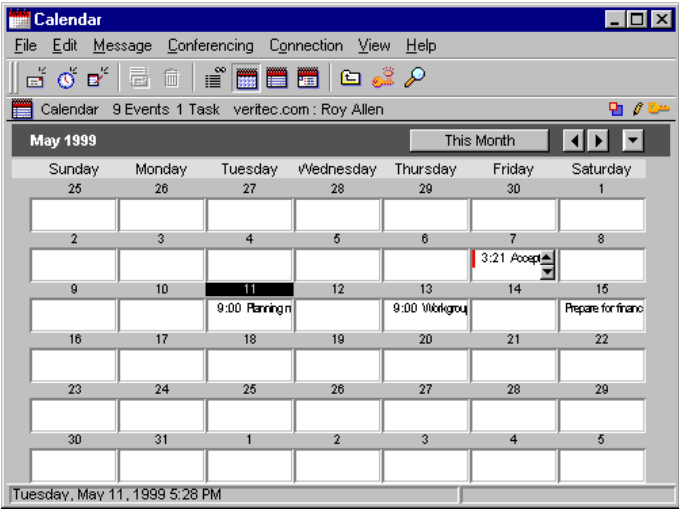 Calendar
File Edit Message Conferencing Connection View Help
Calendar 9 Events 1 Task veritec.com : Roy Allen
May 1999 This Month
Sunday Monday Tuesday Wednesday Thursday Friday Saturday
25 26 27 28 29 30 1
2 3 4 5 6 7 8
3:21 Accept
9 10 11 12 13 14 15
9:00 Planning m 9:00 Workgrou Prepare for financ
16 17 18 19 20 21 22
23 24 25 26 27 28 29
30 31 1 2 3 4 5
Tuesday, May 11, 1999 5:28 PM